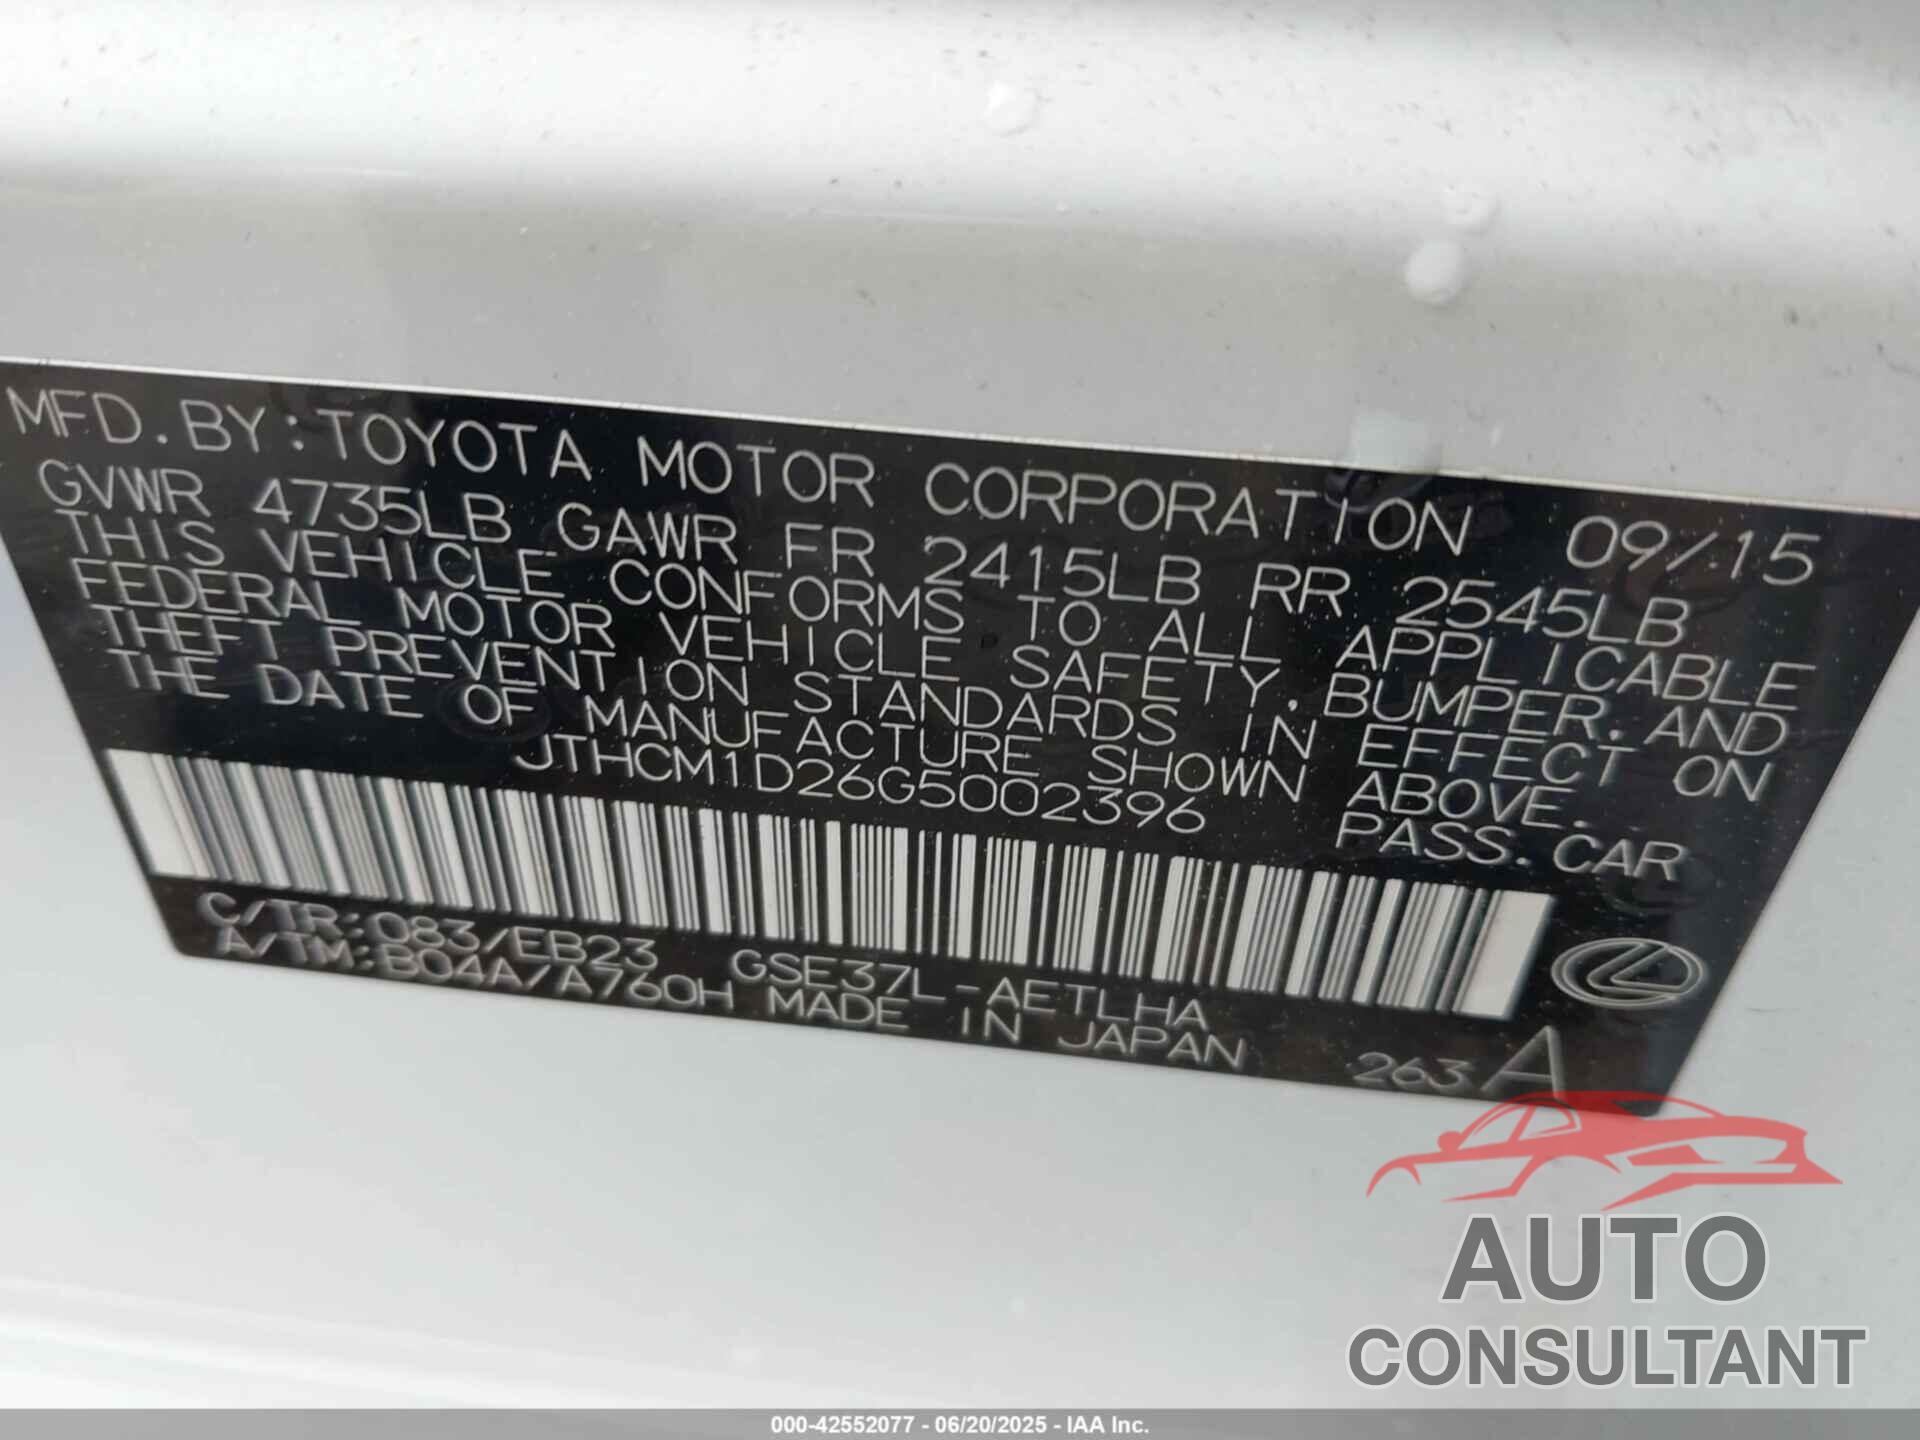 MFD. BY: TOYOTA MOTOR CORPORATION 09/15
GVWR 4735LB GAWR FR 2415LB RR 2545LB
THIS VEHICLE CONFORMS TO ALL APPLICABLE
FEDERAL MOTOR VEHICLE SAFETY, BUMPER, AND
THEFT PREVENTION STANDARDS IN EFFECT ON
THE DATE OF MANUFACTURE SHOWN ABOVE.
JTHCM1D26G5002396 PASS. CAR
C/TR: 083/EB23 GSE37L-AETLHA
A/TM: B04A/A760H MADE IN JAPAN 263 A
AUTO
CONSULTANT
000-42552077 - 06/20/2025 - IAA Inc.